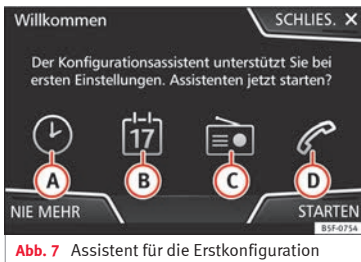 Willkommen
SCHLIES. ✕
Der Konfigurationsassistent unterstützt Sie bei
ersten Einstellungen. Assistenten jetzt starten?
17
A
B
C
D
NIE MEHR
STARTEN
B5F-0754
Abb. 7 Assistent für die Erstkonfiguration